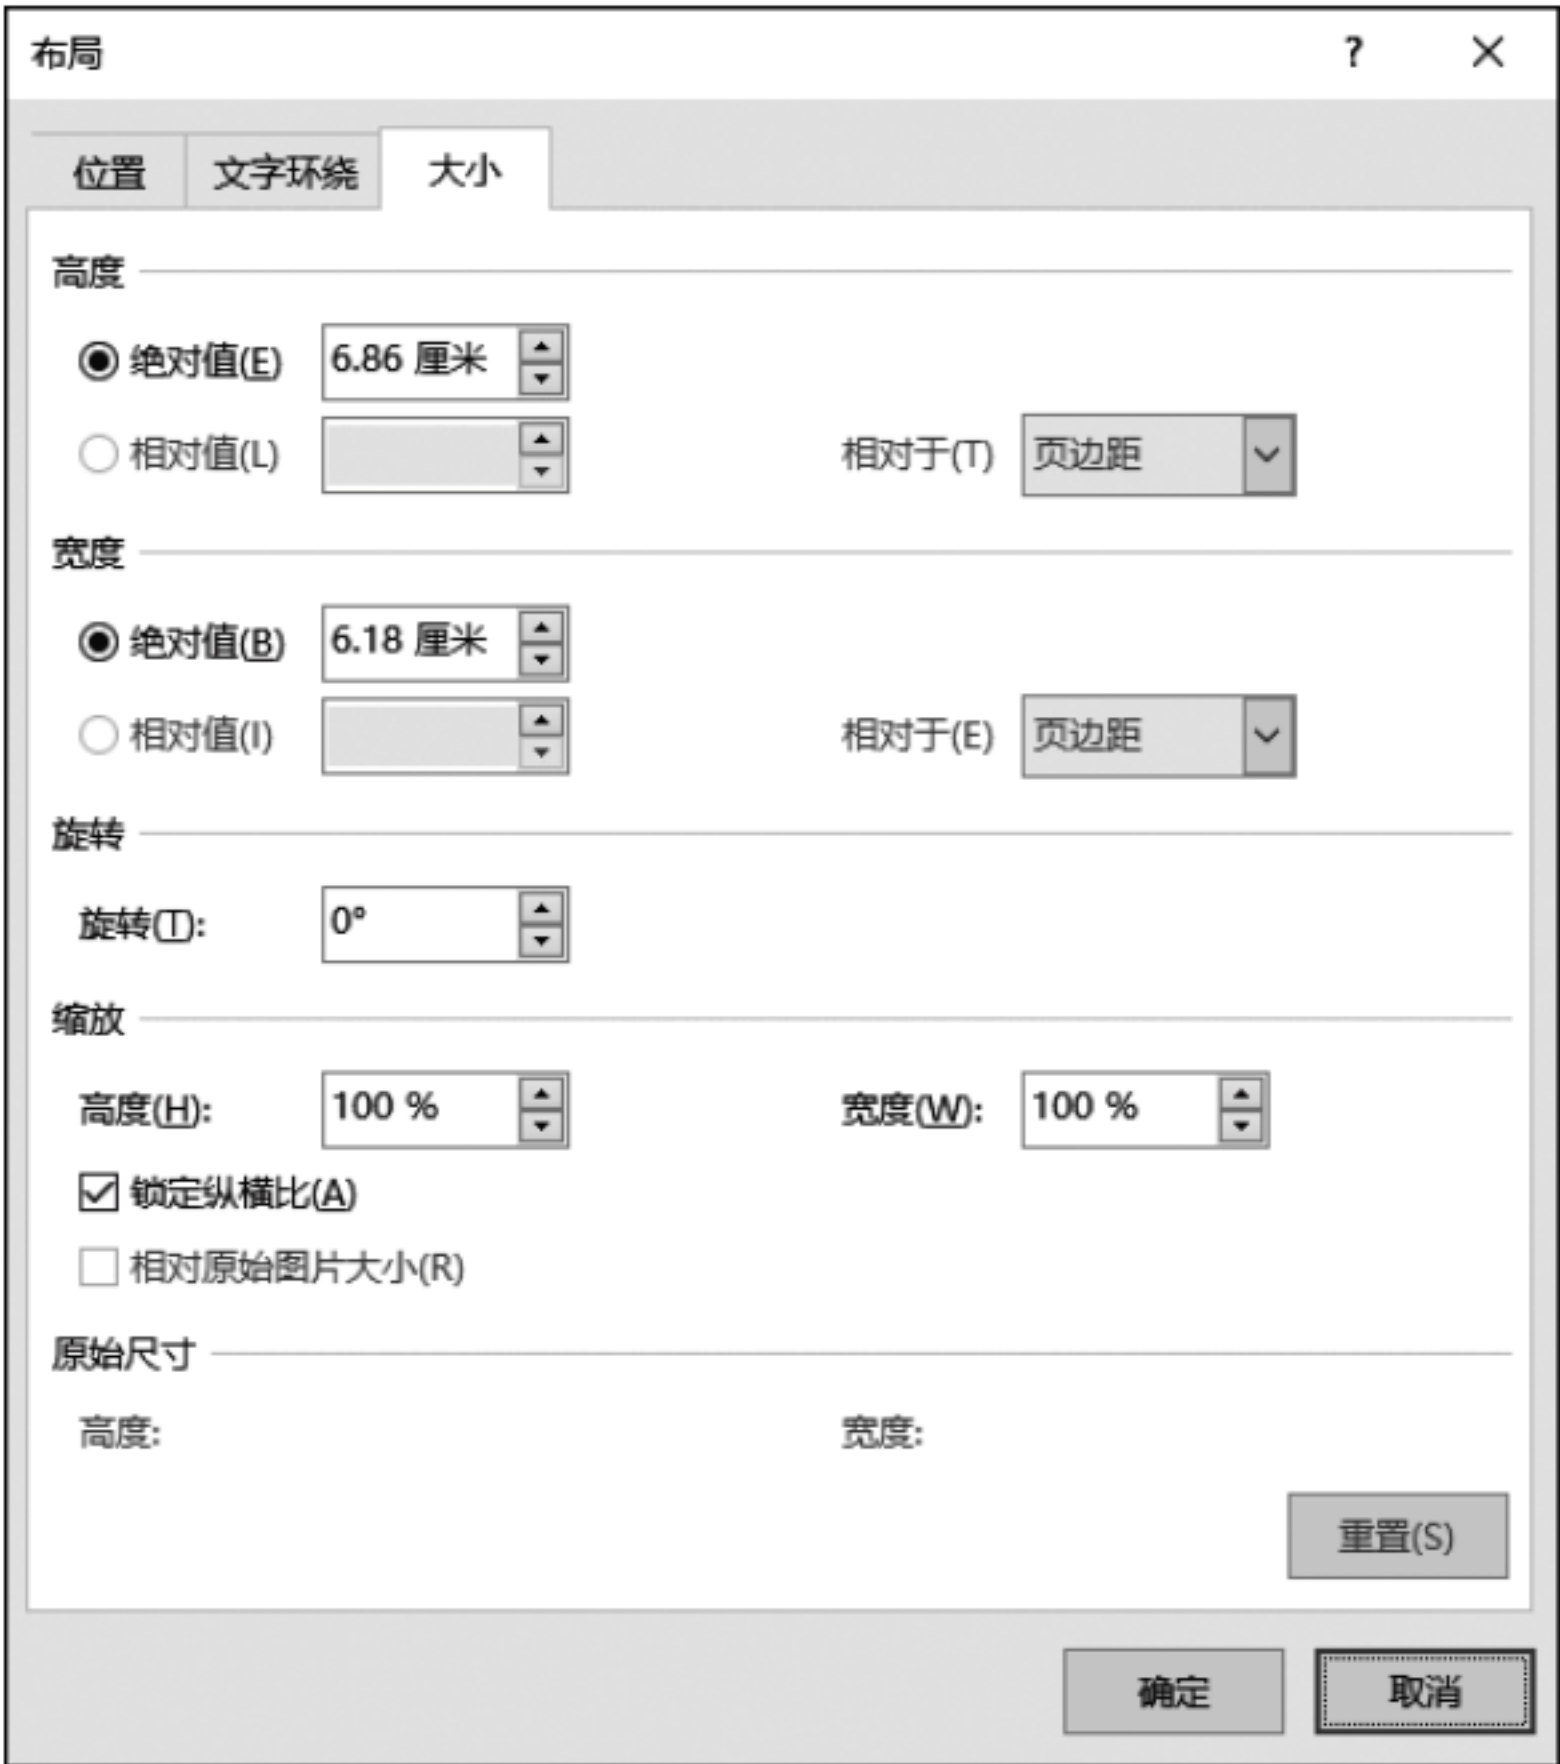 布局 ?
位置 文字环绕 大小
高度
绝对值(E) 6.86 厘米
相对值(L) 相对于(T) 页边距
宽度
绝对值(B) 6.18 厘米
相对值(I) 相对于(E) 页边距
旋转
旋转(T): 0°
缩放
高度(H): 100 % 宽度(W): 100 %
锁定纵横比(A)
相对原始图片大小(R)
原始尺寸
高度: 宽度:
重置(S)
确定 取消